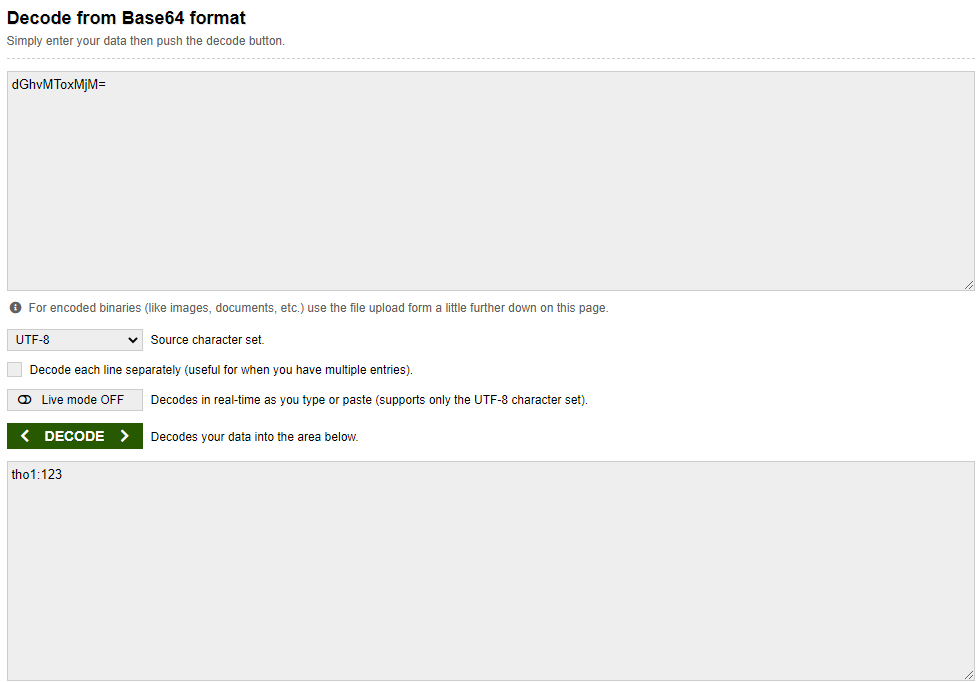 Decode from Base64 format
Simply enter your data then push the decode button.
dGhvMToxMjM=
For encoded binaries (like images, documents, etc.) use the file upload form a little further down on this page.
UTF-8 Source character set.
Decode each line separately (useful for when you have multiple entries).
Live mode OFF Decodes in real-time as you type or paste (supports only the UTF-8 character set).
DECODE Decodes your data into the area below.
tho1:123